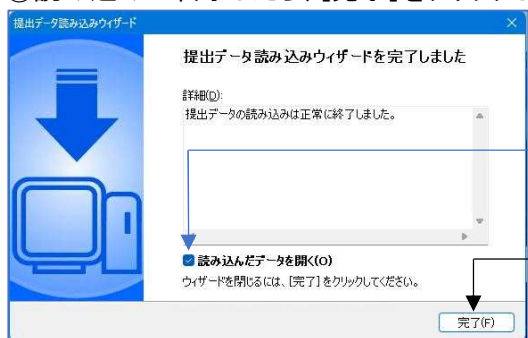 提出データ読み込みウィザード
提出データ読み込みウィザードを完了しました
詳細(D):
提出データの読み込みは正常に終了しました。
読み込んだデータを開く(O)
ウィザードを閉じるには、[完了]をクリックしてください。
完了(F)